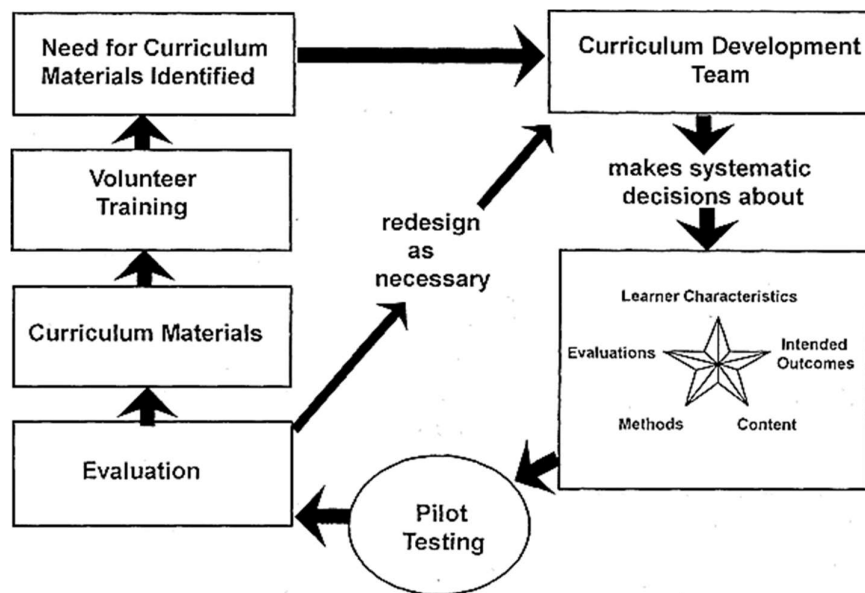 Need for Curriculum
Materials Identified
Curriculum Development
Team
makes systematic
decisions about
Learner Characteristics
Evaluations
Intended
Outcomes
Methods
Content
Pilot
Testing
Evaluation
redesign
as
necessary
Curriculum Materials
Volunteer
Training